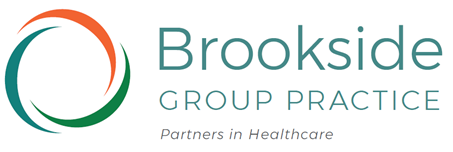 Brookside
GROUP PRACTICE
Partners in Healthcare